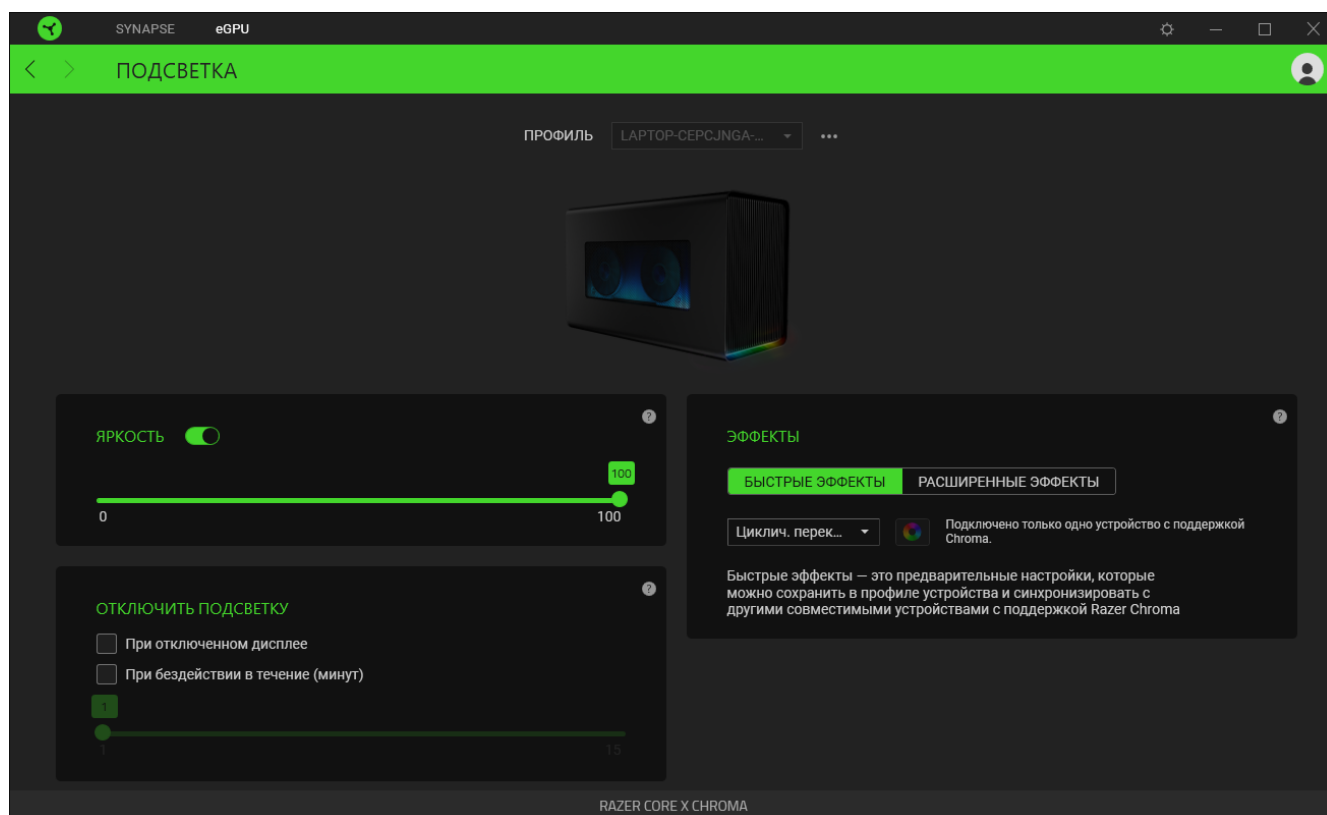 SYNAPSE eGPU
ПОДСВЕТКА
ПРОФИЛЬ LAPTOP-CEPCJNGA-...
ЯРКОСТЬ
100
0 100
ОТКЛЮЧИТЬ ПОДСВЕТКУ
При отключенном дисплее
При бездействии в течение (минут)
1
1 15
ЭФФЕКТЫ
БЫСТРЫЕ ЭФФЕКТЫ РАСШИРЕННЫЕ ЭФФЕКТЫ
Циклич. перек... Подключено только одно устройство с поддержкой
Chroma.
Быстрые эффекты — это предварительные настройки, которые
можно сохранить в профиле устройства и синхронизировать с
другими совместимыми устройствами с поддержкой Razer Chroma
RAZER CORE X CHROMA